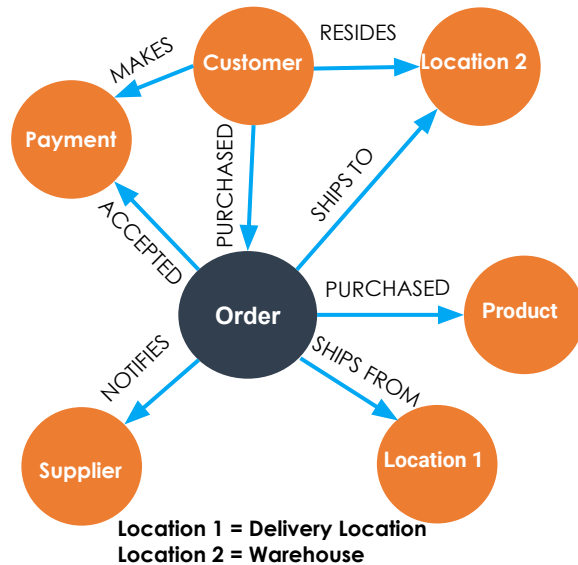 MAKES
Customer
RESIDES
Location 2
Payment
PURCHASED
SHIPS TO
ACCEPTED
Order
PURCHASED
Product
NOTIFIES
SHIPS FROM
Supplier
Location 1
Location 1 = Delivery Location
Location 2 = Warehouse